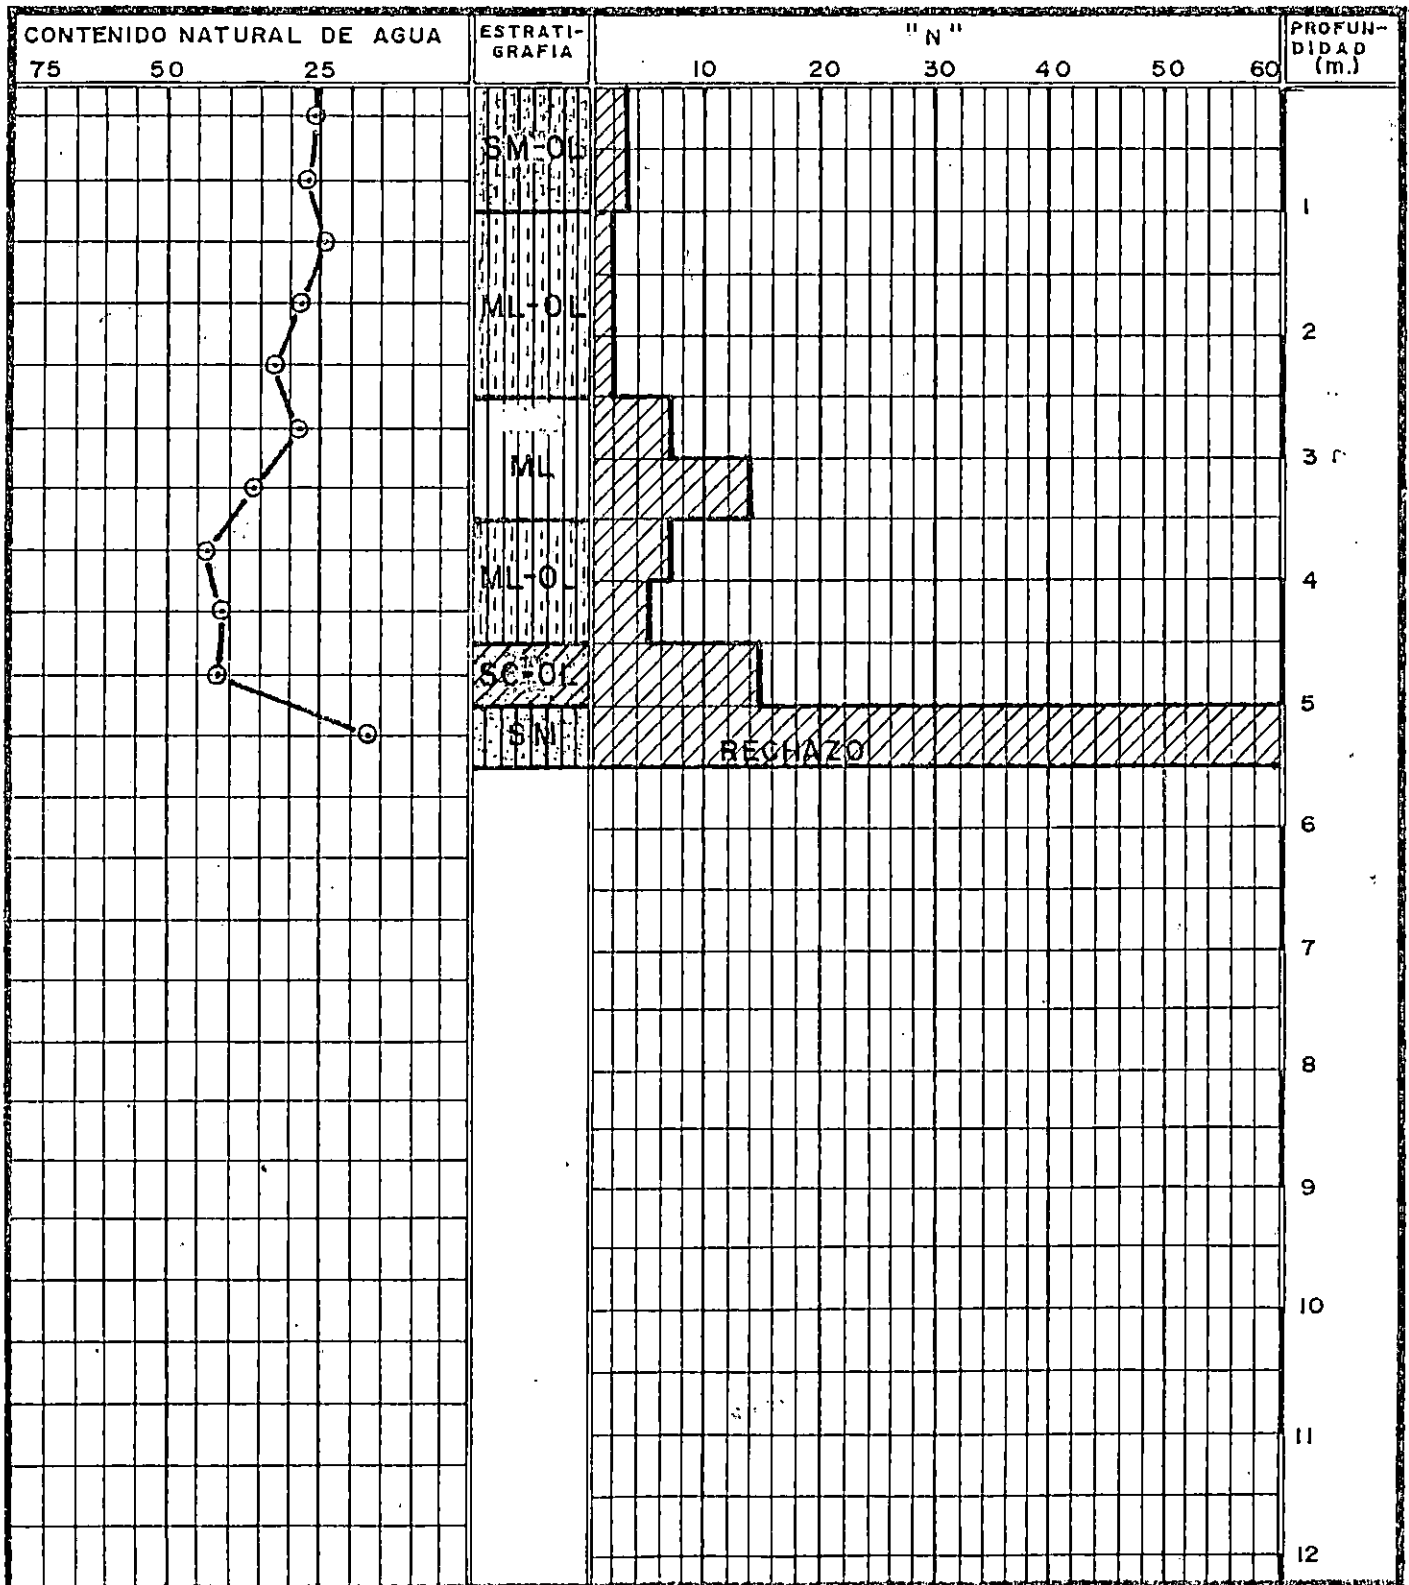 CONTENIDO NATURAL DE AGUA
75 50 25
ESTRATI-
GRAFIA
"N"
10 20 30 40 50 60
PROFUN-
DIDAD
(m.)
SM-OL
1
ML-OL
2
ML
3
ML-OL
4
SC-OL
5
SM
RECHAZO
6
7
8
9
10
11
12